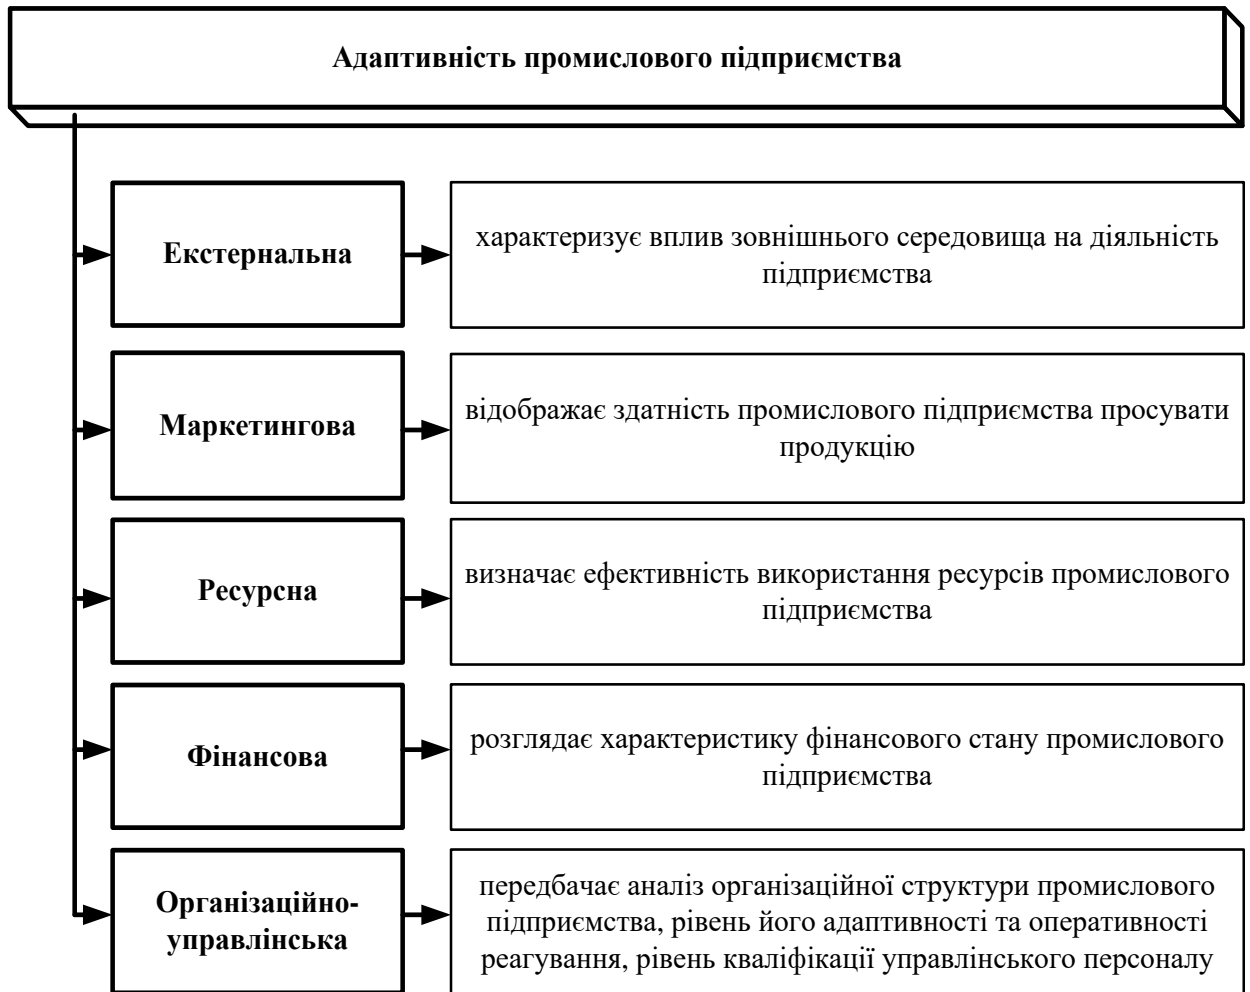 Адаптивність промислового підприємства
Екстернальна
характеризує вплив зовнішнього середовища на діяльність
підприємства
Маркетингова
відображає здатність промислового підприємства просувати
продукцію
Ресурсна
визначає ефективність використання ресурсів промислового
підприємства
Фінансова
розглядає характеристику фінансового стану промислового
підприємства
Організаційно-
управлінська
передбачає аналіз організаційної структури промислового
підприємства, рівень його адаптивності та оперативності
реагування, рівень кваліфікації управлінського персоналу